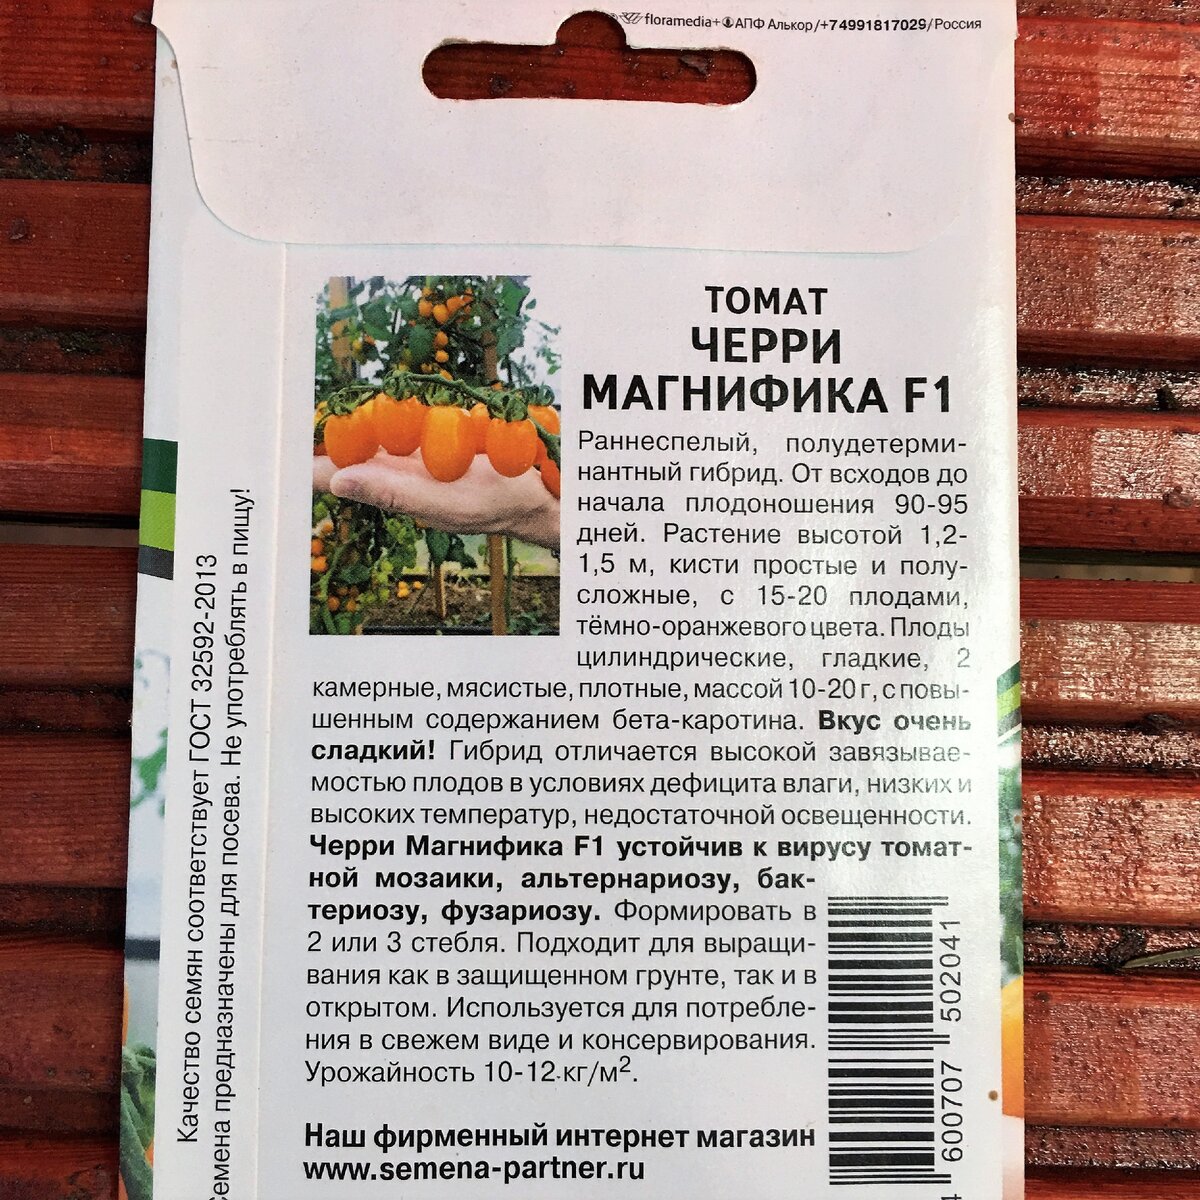 floramedia+ АПФ Алькор/+74991817029/Россия
ТОМАТ
ЧЕРРИ
МАГНИФИКА F1
Раннеспелый, полудетерми-
нантный гибрид. От всходов до
начала плодоношения 90-95
дней. Растение высотой 1,2-
1,5 м, кисти простые и полу-
сложные, с 15-20 плодами,
тёмно-оранжевого цвета. Плоды
цилиндрические, гладкие, 2
камерные, мясистые, плотные, массой 10-20 г, с повы-
шенным содержанием бета-каротина. Вкус очень
сладкий! Гибрид отличается высокой завязывае-
мостью плодов в условиях дефицита влаги, низких и
высоких температур, недостаточной освещенности.
Черри Магнифика F1 устойчив к вирусу томат-
ной мозаики, альтернариозу, бак-
териозу, фузариозу. Формировать в
2 или 3 стебля. Подходит для выращи-
вания как в защищенном грунте, так и в
открытом. Используется для потребле-
ния в свежем виде и консервирования.
Урожайность 10-12 кг/м².
Наш фирменный интернет магазин
www.semena-partner.ru
Качество семян соответствует ГОСТ 32592-2013
Семена предназначены для посева. Не употреблять в пищу!
4 600707 502041